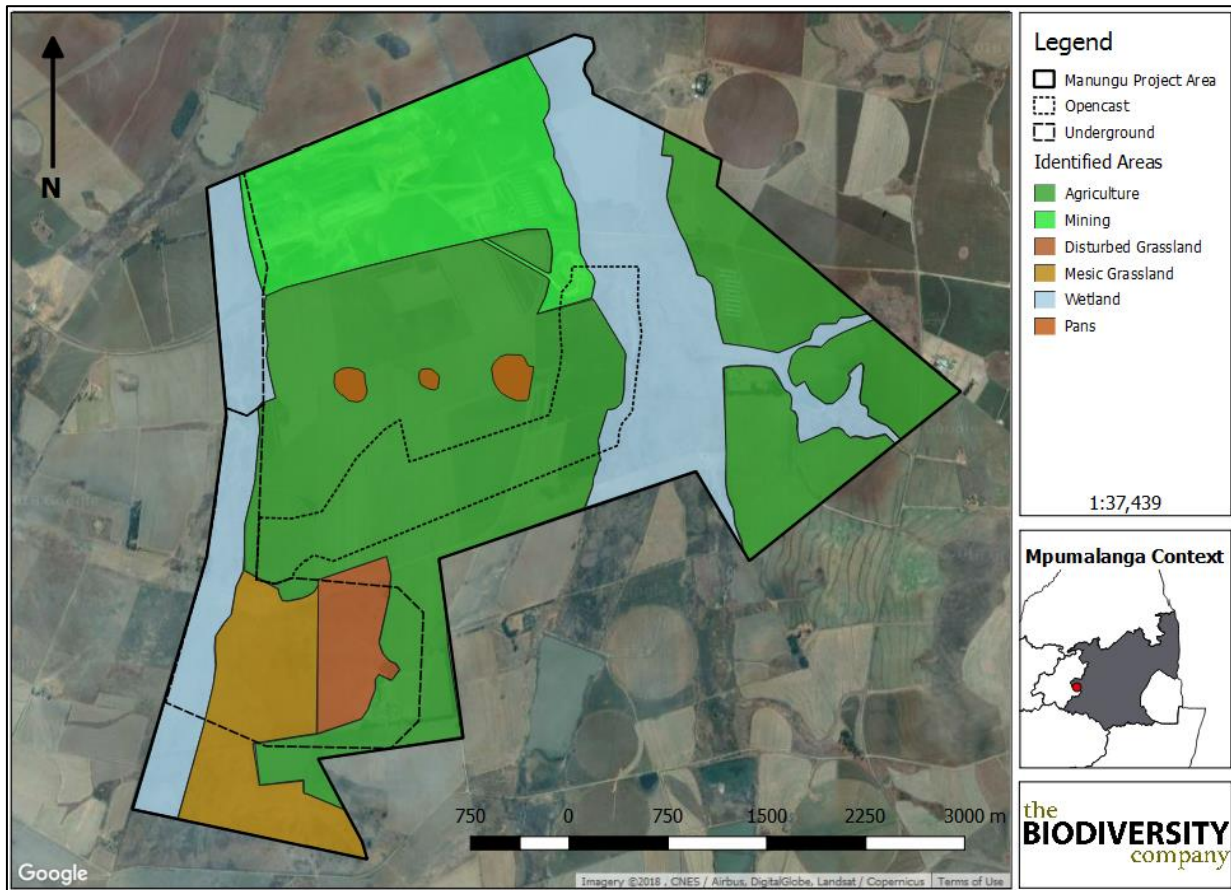 N
Legend
Manungu Project Area
Opencast
Underground
Identified Areas
Agriculture
Mining
Disturbed Grassland
Mesic Grassland
Wetland
Pans
1:37,439
Mpumalanga Context
750 0 750 1500 2250 3000 m
Google
Imagery ©2018 , CNES / Airbus, DigitalGlobe, Landsat / Copernicus
Terms of Use
the
BIODIVERSITY
company